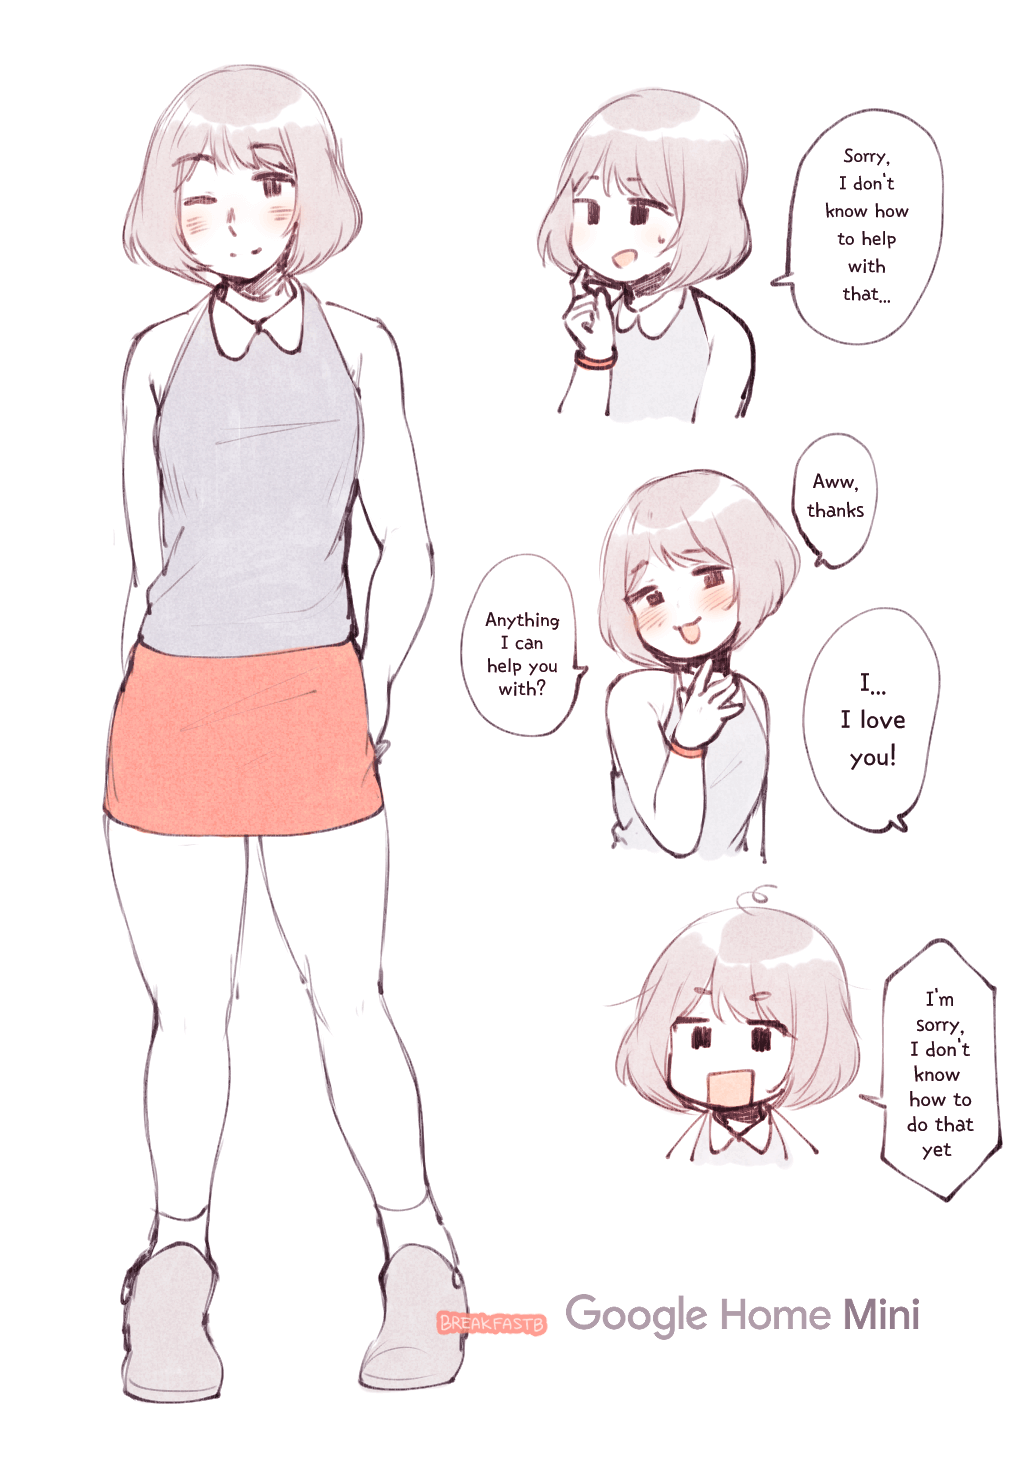 Sorry,
I don't
know how
to help
with
that...
Aww,
thanks
Anything
I can
help you
with?
I...
I love
you!
I'm
sorry,
I don't
know
how to
do that
yet
BREAKFASTB
Google Home Mini